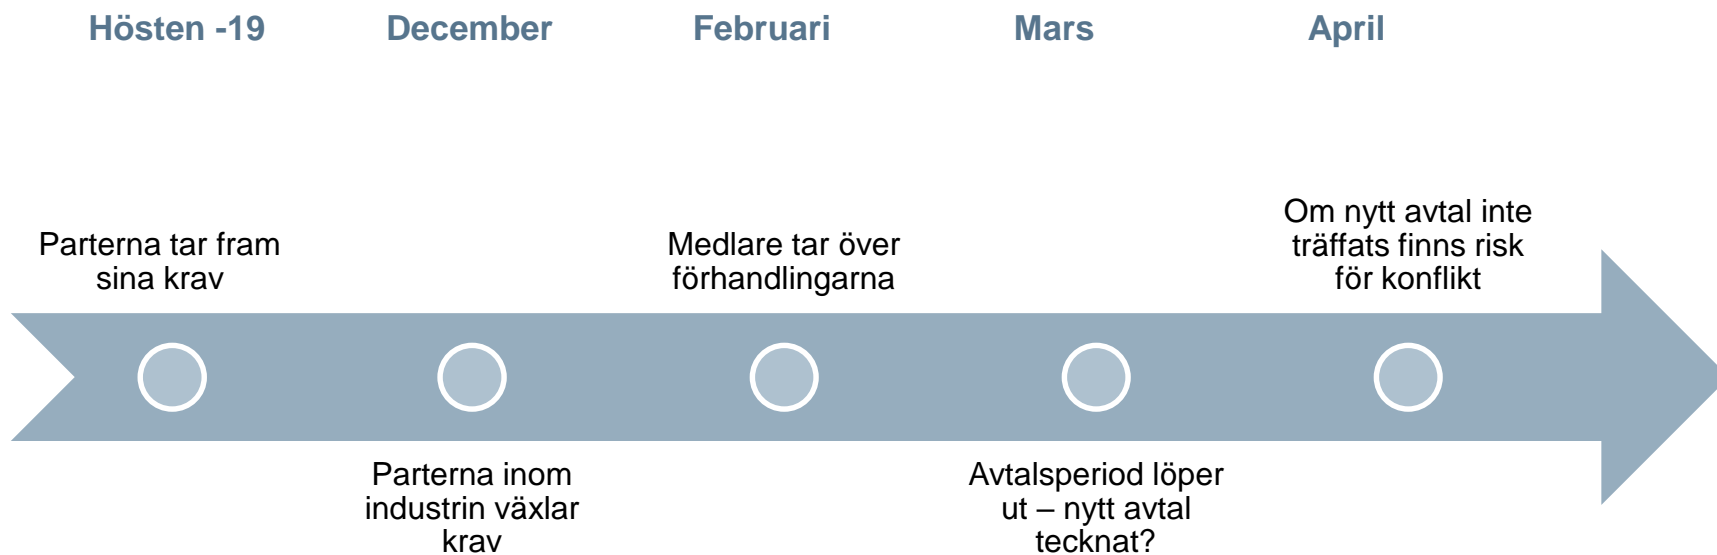 Hösten -19
December
Februari
Mars
April
Parterna tar fram
sina krav
Parterna inom
industrin växlar
krav
Medlare tar över
förhandlingarna
Avtalsperiod löper
ut – nytt avtal
tecknat?
Om nytt avtal inte
träffats finns risk
för konflikt